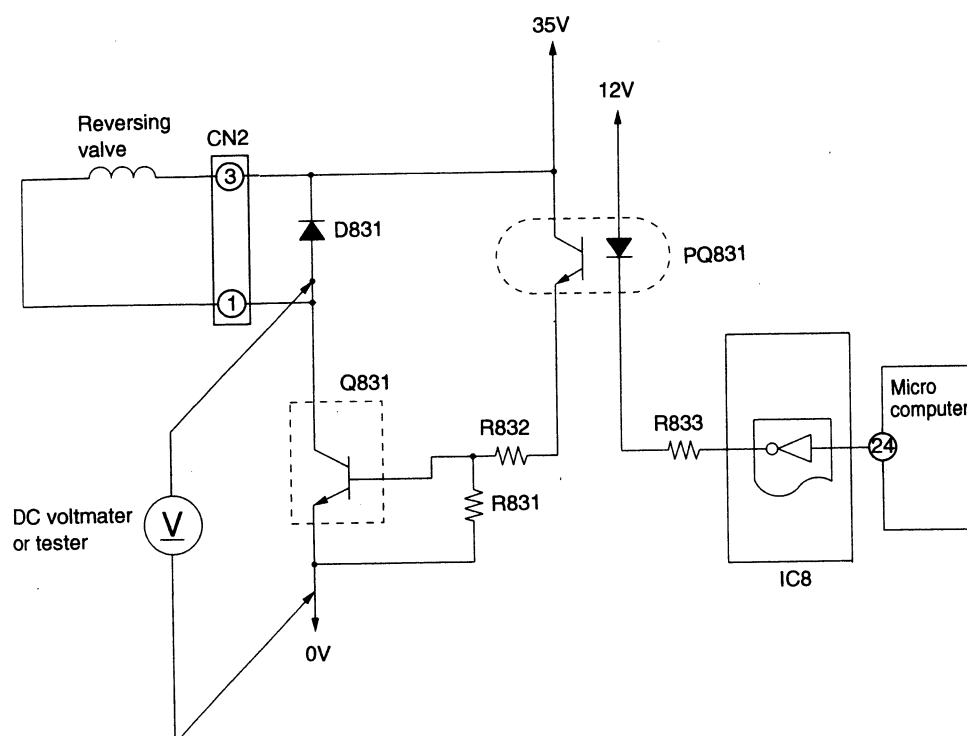 35V
12V
Reversing
valve
CN2
3
D831
PQ831
1
Q831
R832
R833
Micro
computer
24
R831
DC voltmater
or tester
V
IC8
0V